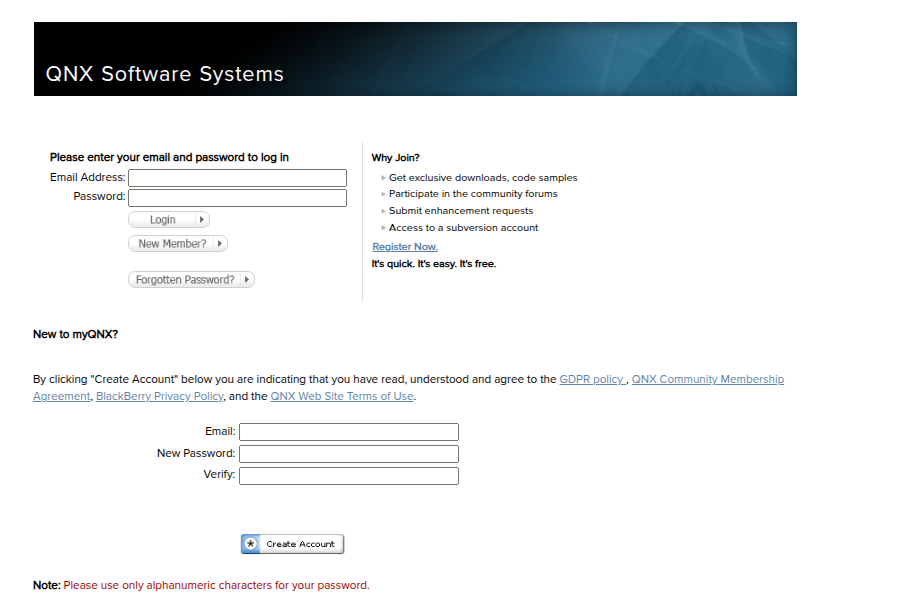 QNX Software Systems
Please enter your email and password to log in
Email Address:
Password:
Login
New Member?
Forgotten Password?
Why Join?
Get exclusive downloads, code samples
Participate in the community forums
Submit enhancement requests
Access to a subversion account
Register Now.
It's quick. It's easy. It's free.
New to myQNX?
By clicking "Create Account" below you are indicating that you have read, understood and agree to the GDPR policy , QNX Community Membership
Agreement, BlackBerry Privacy Policy, and the QNX Web Site Terms of Use.
Email:
New Password:
Verify:
Create Account
Note: Please use only alphanumeric characters for your password.